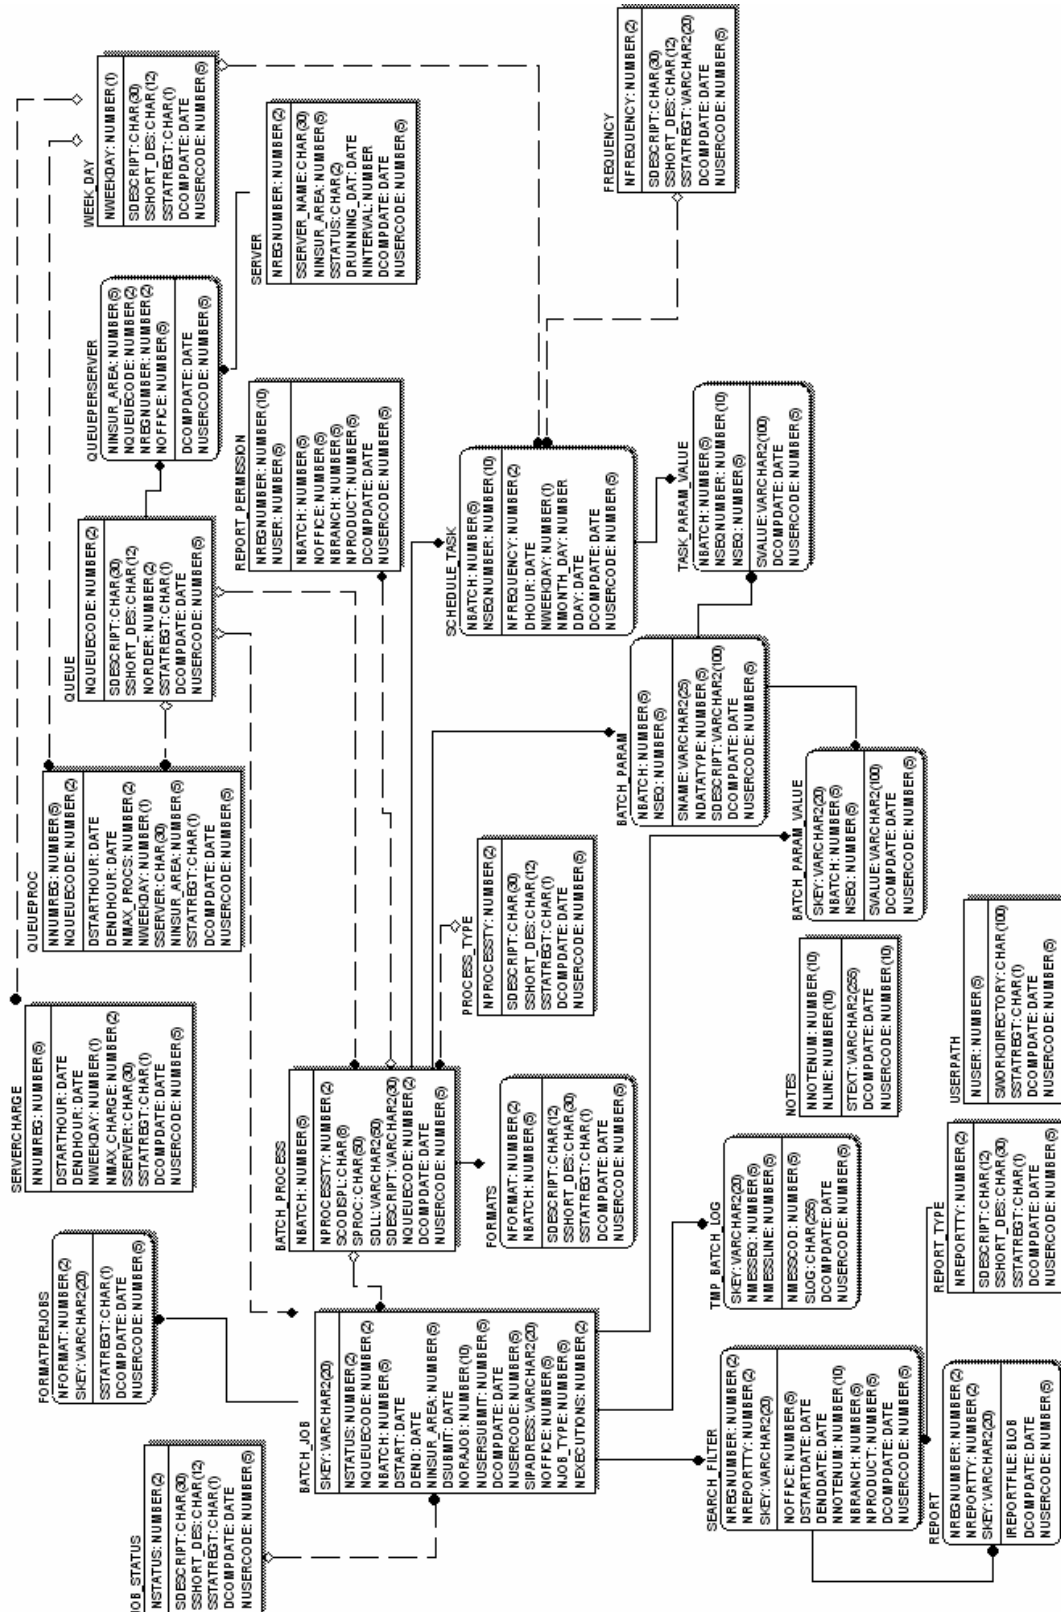 JOB_STATUS
NSTATUS: NUMBER(2)
SDESCRIPT: CHAR(30)
SSHORT_DES: CHAR(12)
SSTATREGT: CHAR(1)
DCOMPDATE: DATE
NUSERCODE: NUMBER(5)
FORMATPERJOBS
NFORMAT: NUMBER(2)
SKEY: VARCHAR2(20)
SSTATREGT: CHAR(1)
DCOMPDATE: DATE
NUSERCODE: NUMBER(5)
SERVERCHARGE
NNUMREG: NUMBER(5)
DSTARTHOUR: DATE
DENDHOUR: DATE
NWEEKDAY: NUMBER(1)
NMAX_CHARGE: NUMBER(2)
SSERVER: CHAR(30)
SSTATREGT: CHAR(1)
DCOMPDATE: DATE
NUSERCODE: NUMBER(5)
QUEUEPROC
NNUMREG: NUMBER(5)
NQUEUECODE: NUMBER(2)
DSTARTHOUR: DATE
DENDHOUR: DATE
NMAX_PROCS: NUMBER(2)
NWEEKDAY: NUMBER(1)
SSERVER: CHAR(30)
NINSUR_AREA: NUMBER(5)
SSTATREGT: CHAR(1)
DCOMPDATE: DATE
NUSERCODE: NUMBER(5)
QUEUE
NQUEUECODE: NUMBER(2)
SDESCRIPT: CHAR(30)
SSHORT_DES: CHAR(12)
NORDER: NUMBER(2)
SSTATREGT: CHAR(1)
DCOMPDATE: DATE
NUSERCODE: NUMBER(5)
QUEUEPERSERVER
NINSUR_AREA: NUMBER(5)
NQUEUECODE: NUMBER(2)
NREGNUMBER: NUMBER(2)
NOFFICE: NUMBER(5)
DCOMPDATE: DATE
NUSERCODE: NUMBER(5)
WEEK_DAY
NWEEKDAY: NUMBER(1)
SDESCRIPT: CHAR(30)
SSHORT_DES: CHAR(12)
SSTATREGT: CHAR(1)
DCOMPDATE: DATE
NUSERCODE: NUMBER(5)
SERVER
NREGNUMBER: NUMBER(2)
SSERVER_NAME: CHAR(30)
NINSUR_AREA: NUMBER(5)
SSTATUS: CHAR(2)
DRUNNING_DAT: DATE
NINTERVAL: NUMBER
DCOMPDATE: DATE
NUSERCODE: NUMBER(5)
REPORT_PERMISSION
NREGNUMBER: NUMBER(10)
NUSER: NUMBER(5)
NBATCH: NUMBER(5)
NOFFICE: NUMBER(5)
NBRANCH: NUMBER(5)
NPRODUCT: NUMBER(5)
DCOMPDATE: DATE
NUSERCODE: NUMBER(5)
BATCH_JOB
SKEY: VARCHAR2(20)
NSTATUS: NUMBER(2)
NQUEUECODE: NUMBER(2)
NBATCH: NUMBER(5)
DSTART: DATE
DEND: DATE
NINSUR_AREA: NUMBER(5)
DSUBMIT: DATE
NORAJOB: NUMBER(10)
NUSERSUBMIT: NUMBER(5)
DCOMPDATE: DATE
NUSERCODE: NUMBER(5)
SIPADRESS: VARCHAR2(20)
NOFFICE: NUMBER(5)
NJOB_TYPE: NUMBER(5)
NEXECUTIONS: NUMBER(2)
BATCH_PROCESS
NBATCH: NUMBER(5)
NPROCESSTY: NUMBER(2)
SCODISPL: CHAR(8)
SPROC: CHAR(50)
SDLL: VARCHAR2(50)
SDESCRIPT: VARCHAR2(30)
NQUEUECODE: NUMBER(2)
DCOMPDATE: DATE
NUSERCODE: NUMBER(5)
FORMATS
NFORMAT: NUMBER(2)
NBATCH: NUMBER(5)
SDESCRIPT: CHAR(12)
SSHORT_DES: CHAR(30)
SSTATREGT: CHAR(1)
DCOMPDATE: DATE
NUSERCODE: NUMBER(5)
PROCESS_TYPE
NPROCESSTY: NUMBER(2)
SDESCRIPT: CHAR(30)
SSHORT_DES: CHAR(12)
SSTATREGT: CHAR(1)
DCOMPDATE: DATE
NUSERCODE: NUMBER(5)
SCHEDULE_TASK
NBATCH: NUMBER(5)
NSEQNUMBER: NUMBER(10)
NFREQUENCY: NUMBER(2)
DHOUR: DATE
NWEEKDAY: NUMBER(1)
NMONTH_DAY: NUMBER
DDAY: DATE
DCOMPDATE: DATE
NUSERCODE: NUMBER(5)
FREQUENCY
NFREQUENCY: NUMBER(2)
SDESCRIPT: CHAR(30)
SSHORT_DES: CHAR(12)
SSTATREGT: VARCHAR2(20)
DCOMPDATE: DATE
NUSERCODE: NUMBER(5)
BATCH_PARAM
NBATCH: NUMBER(5)
NSEQ: NUMBER(5)
SNAME: VARCHAR2(25)
NDATATYPE: NUMBER(5)
SDESCRIPT: VARCHAR2(100)
DCOMPDATE: DATE
NUSERCODE: NUMBER(5)
TASK_PARAM_VALUE
NBATCH: NUMBER(5)
NSEQNUMBER: NUMBER(10)
NSEQ: NUMBER(5)
SVALUE: VARCHAR2(100)
DCOMPDATE: DATE
NUSERCODE: NUMBER(5)
SEARCH_FILTER
NREGNUMBER: NUMBER(2)
NREPORTTY: NUMBER(2)
SKEY: VARCHAR2(20)
NOFFICE: NUMBER(5)
DSTARTDATE: DATE
DENDDATE: DATE
NNOTENUM: NUMBER(10)
NBRANCH: NUMBER(5)
NPRODUCT: NUMBER(5)
DCOMPDATE: DATE
NUSERCODE: NUMBER(5)
TMP_BATCH_LOG
SKEY: VARCHAR2(20)
NMESSEQ: NUMBER(5)
NMESSLINE: NUMBER(5)
NMESSPCOD: NUMBER(5)
SLOG: CHAR(255)
DCOMPDATE: DATE
NUSERCODE: NUMBER(5)
NOTES
NNOTENUM: NUMBER(10)
NLINE: NUMBER(10)
STEXT: VARCHAR2(255)
DCOMPDATE: DATE
NUSERCODE: NUMBER(10)
BATCH_PARAM_VALUE
SKEY: VARCHAR2(20)
NBATCH: NUMBER(5)
NSEQ: NUMBER(5)
SVALUE: VARCHAR2(100)
DCOMPDATE: DATE
NUSERCODE: NUMBER(5)
REPORT
NREGNUMBER: NUMBER(2)
NREPORTTY: NUMBER(2)
SKEY: VARCHAR2(20)
IREPORTFILE: BLOB
DCOMPDATE: DATE
NUSERCODE: NUMBER(5)
REPORT_TYPE
NREPORTTY: NUMBER(2)
SDESCRIPT: CHAR(12)
SSHORT_DES: CHAR(30)
SSTATREGT: CHAR(1)
DCOMPDATE: DATE
NUSERCODE: NUMBER(5)
USERPATH
NUSER: NUMBER(5)
SWORKDIRECTORY: CHAR(100)
SSTATREGT: CHAR(1)
DCOMPDATE: DATE
NUSERCODE: NUMBER(5)